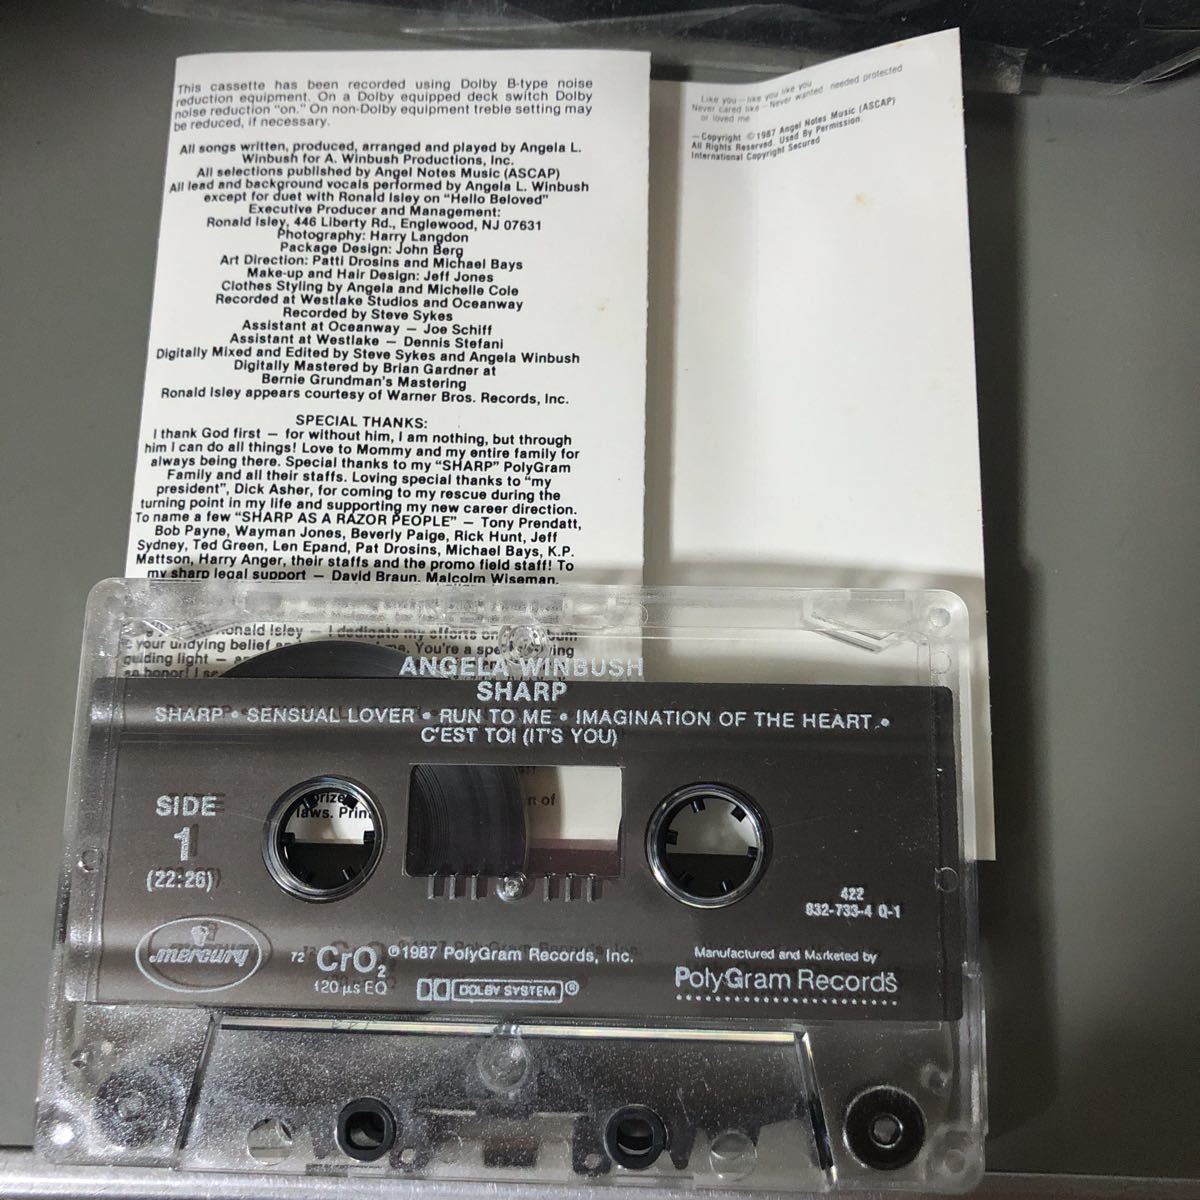 This cassette has been recorded using Dolby B-type noise
reduction equipment. On a Dolby equipped deck switch Dolby
noise reduction "on." On non-Dolby equipment treble setting may
be reduced, if necessary.
All songs written, produced, arranged and played by Angela L.
Winbush for A. Winbush Productions, Inc.
All selections published by Angel Notes Music (ASCAP)
All lead and background vocals performed by Angela L. Winbush
except for duet with Ronald Isley on "Hello Beloved"
Executive Producer and Management:
Ronald Isley, 446 Liberty Rd., Englewood, NJ 07631
Photography: Harry Langdon
Package Design: John Berg
Art Direction: Patti Drosins and Michael Bays
Make-up and Hair Design: Jeff Jones
Clothes Styling by Angela and Michelle Cole
Recorded at Westlake Studios and Oceanway
Recorded by Steve Sykes
Assistant at Oceanway — Joe Schiff
Assistant at Westlake — Dennis Stefani
Digitally Mixed and Edited by Steve Sykes and Angela Winbush
Digitally Mastered by Brian Gardner at
Bernie Grundman's Mastering
Ronald Isley appears courtesy of Warner Bros. Records, Inc.
SPECIAL THANKS:
I thank God first — for without him, I am nothing, but through
him I can do all things! Love to Mommy and my entire family for
always being there. Special thanks to my "SHARP" PolyGram
Family and all their staffs. Loving special thanks to "my
president", Dick Asher, for coming to my rescue during the
turning point in my life and supporting my new career direction.
To name a few "SHARP AS A RAZOR PEOPLE" — Tony Prendatt,
Bob Payne, Wayman Jones, Beverly Paige, Rick Hunt, Jeff
Sydney, Ted Green, Len Epand, Pat Drosins, Michael Bays, K.P.
Mattson, Harry Anger, their staffs and the promo field staff! To
my sharp legal support — David Braun, Malcolm Wiseman,
Ronald Isley — I dedicate my efforts on
your undying belief
You're a
guiding light —
Like you—like you like you
Never cared like—Never wanted, needed protected
or loved me
—Copyright ©1987 Angel Notes Music (ASCAP)
All Rights Reserved. Used By Permission.
International Copyright Secured
ANGELA WINBUSH
SHARP
SHARP • SENSUAL LOVER • RUN TO ME • IMAGINATION OF THE HEART •
C'EST TOI (IT'S YOU)
SIDE
1
(22:26)
laws.
of
422
832-733-4 Q-1
mercury
72 CrO2
120 µs EQ
℗1987 PolyGram Records, Inc.
DOLBY SYSTEM ®
Manufactured and Marketed by
PolyGram Records